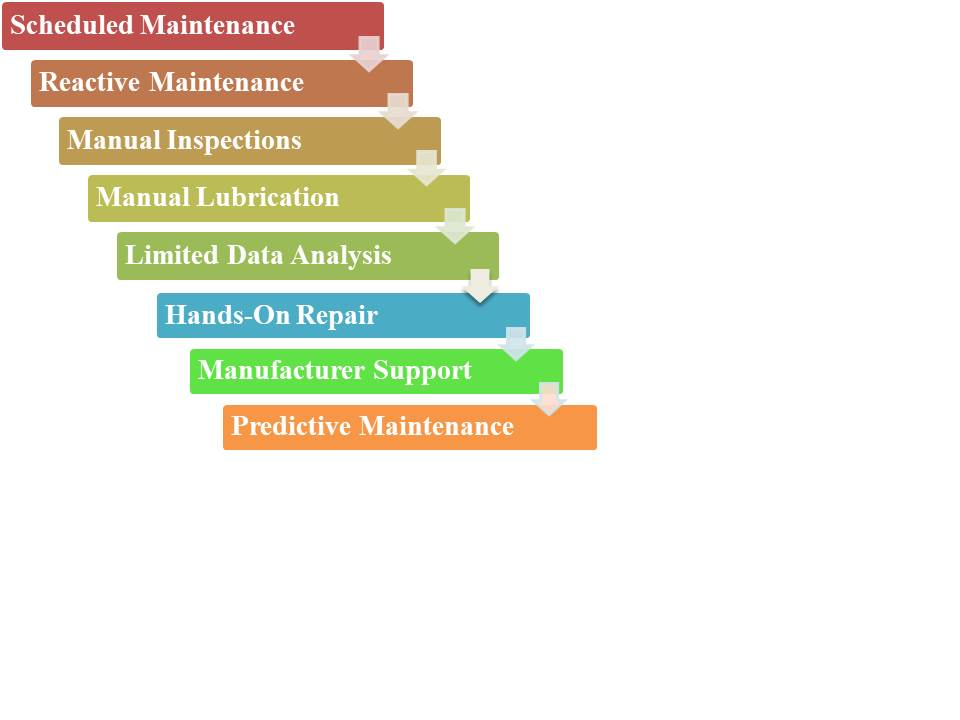 Scheduled Maintenance
Reactive Maintenance
Manual Inspections
Manual Lubrication
Limited Data Analysis
Hands-On Repair
Manufacturer Support
Predictive Maintenance